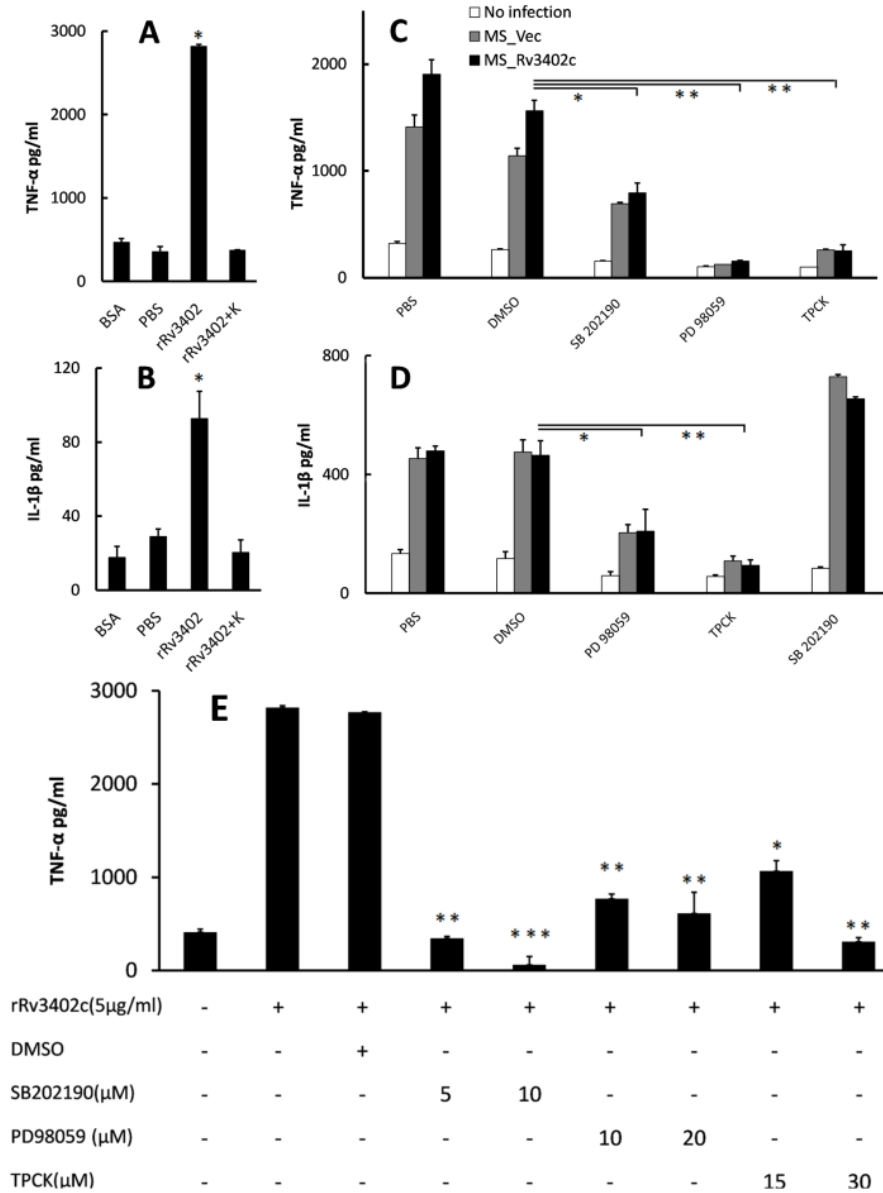 A
TNF-α pg/ml
3000
2000
1000
0
*
BSA
PBS
rRv3402
rRv3402+K
C
No infection
MS_Vec
MS_Rv3402c
TNF-α pg/ml
2000
1000
0
*
**
**
PBS
DMSO
SB 202190
PD 98059
TPCK
B
IL-1β pg/ml
120
80
40
0
*
BSA
PBS
rRv3402
rRv3402+K
D
IL-1β pg/ml
800
400
0
*
**
PBS
DMSO
PD 98059
TPCK
SB 202190
E
TNF-α pg/ml
3000
2000
1000
0
**
***
**
**
*
**
rRv3402c(5µg/ml) - + + + + + + + +
DMSO - - + - - - - - -
SB202190(µM) - - - 5 10 - - - -
PD98059 (µM) - - - - - 10 20 - -
TPCK(µM) - - - - - - - 15 30